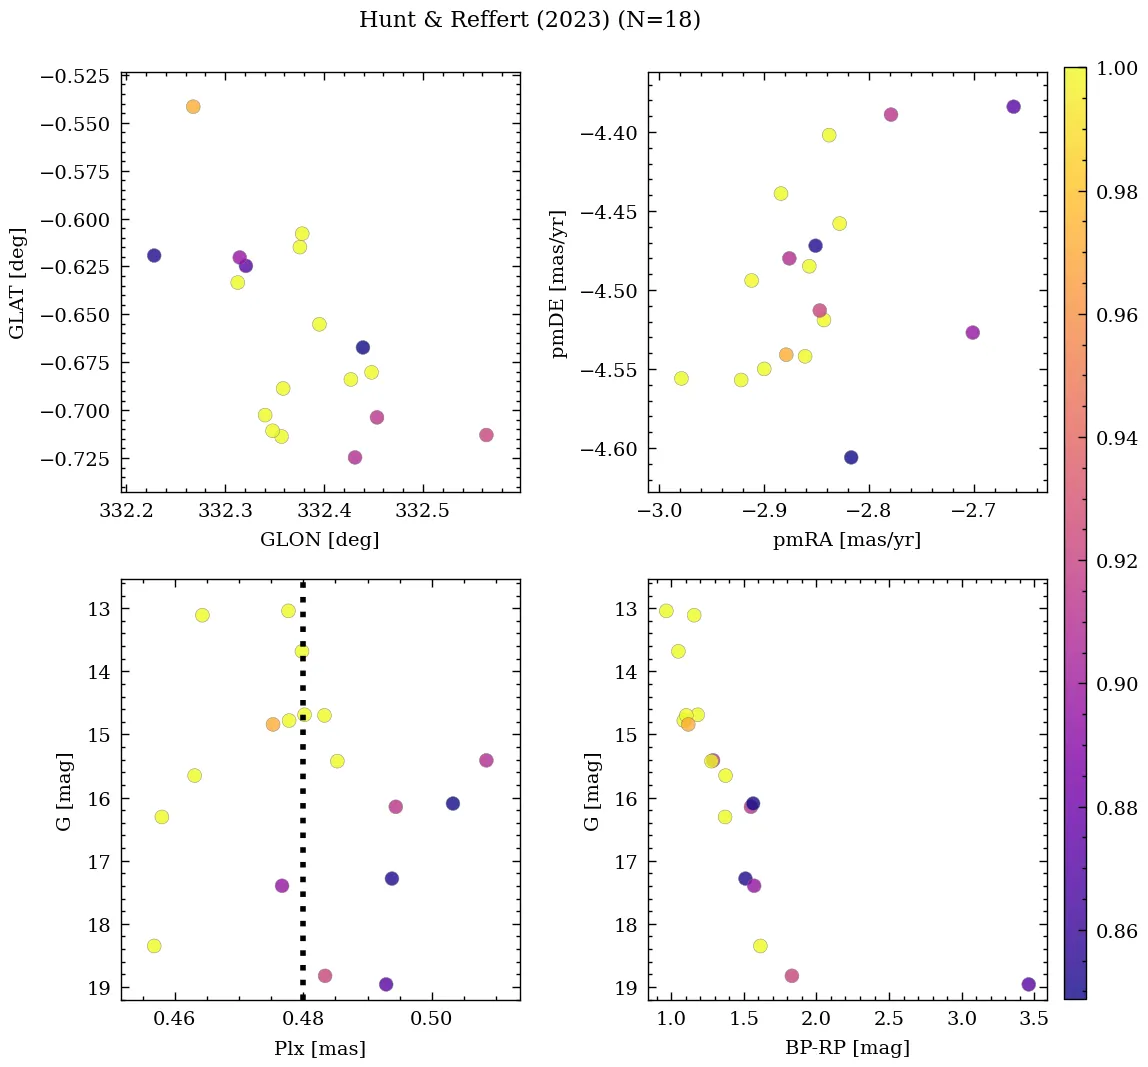 Hunt & Reffert (2023) (N=18)
−0.525
−0.550
−0.575
−0.600
−0.625
−0.650
−0.675
−0.700
−0.725
GLAT [deg]
332.2 332.3 332.4 332.5
GLON [deg]
−4.40
−4.45
−4.50
−4.55
−4.60
pmDE [mas/yr]
−3.0 −2.9 −2.8 −2.7
pmRA [mas/yr]
13
14
15
16
17
18
19
G [mag]
0.46 0.48 0.50
Plx [mas]
13
14
15
16
17
18
19
G [mag]
1.0 1.5 2.0 2.5 3.0 3.5
BP-RP [mag]
1.00
0.98
0.96
0.94
0.92
0.90
0.88
0.86